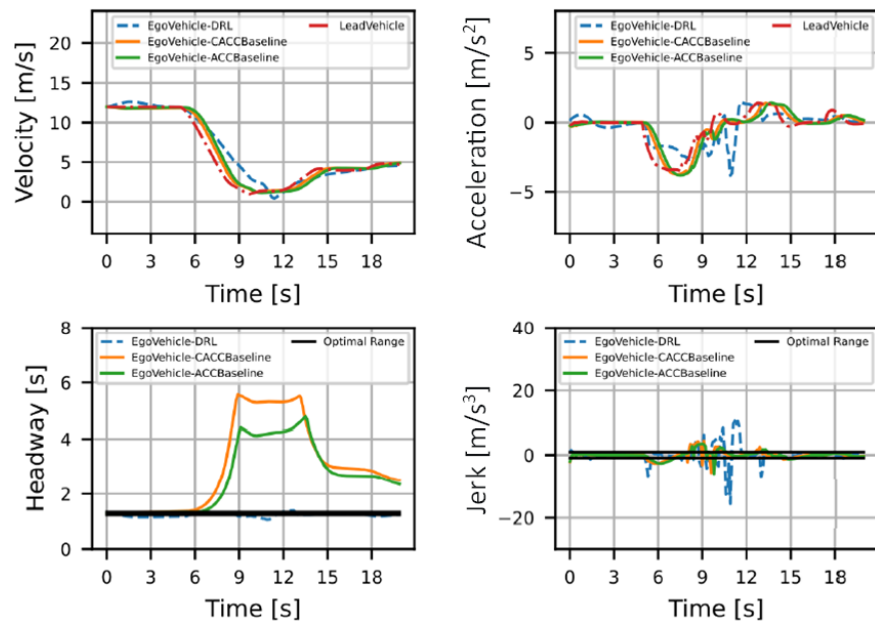 Velocity [m/s]
20
15
10
5
0
EgoVehicle-DRL
EgoVehicle-CACCBaseline
EgoVehicle-ACCBaseline
LeadVehicle
0 3 6 9 12 15 18
Time [s]
Acceleration [m/s²]
5
0
−5
EgoVehicle-DRL
EgoVehicle-CACCBaseline
EgoVehicle-ACCBaseline
LeadVehicle
0 3 6 9 12 15 18
Time [s]
Headway [s]
8
6
4
2
0
EgoVehicle-DRL
EgoVehicle-CACCBaseline
EgoVehicle-ACCBaseline
Optimal Range
0 3 6 9 12 15 18
Time [s]
Jerk [m/s³]
40
20
0
−20
EgoVehicle-DRL
EgoVehicle-CACCBaseline
EgoVehicle-ACCBaseline
Optimal Range
0 3 6 9 12 15 18
Time [s]